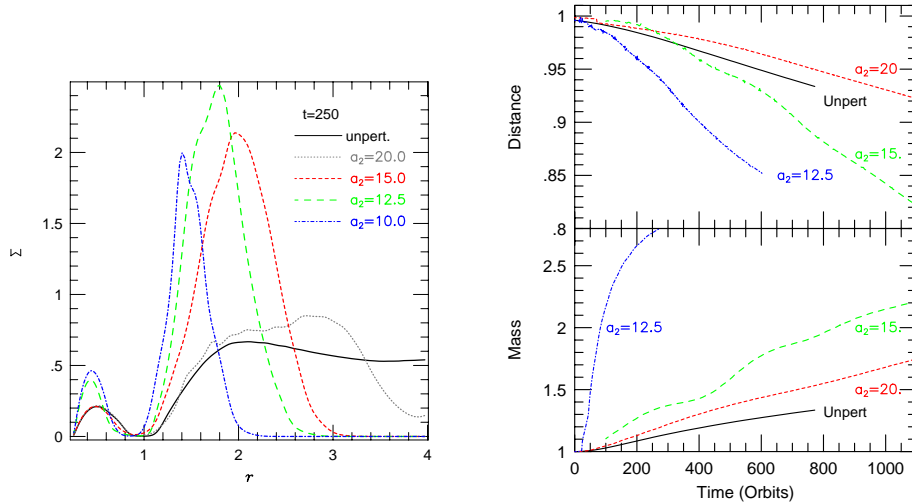 t=250
unpert.
a₂=20.0
a₂=15.0
a₂=12.5
a₂=10.0
2
1.5
1
.5
0
Σ
0
1
2
3
4
r
1
.95
.9
.85
.8
Distance
a₂=20
Unpert
a₂=15.
a₂=12.5
2.5
2
1.5
1
Mass
a₂=12.5
a₂=15.
a₂=20.
Unpert
0
200
400
600
800
1000
Time (Orbits)